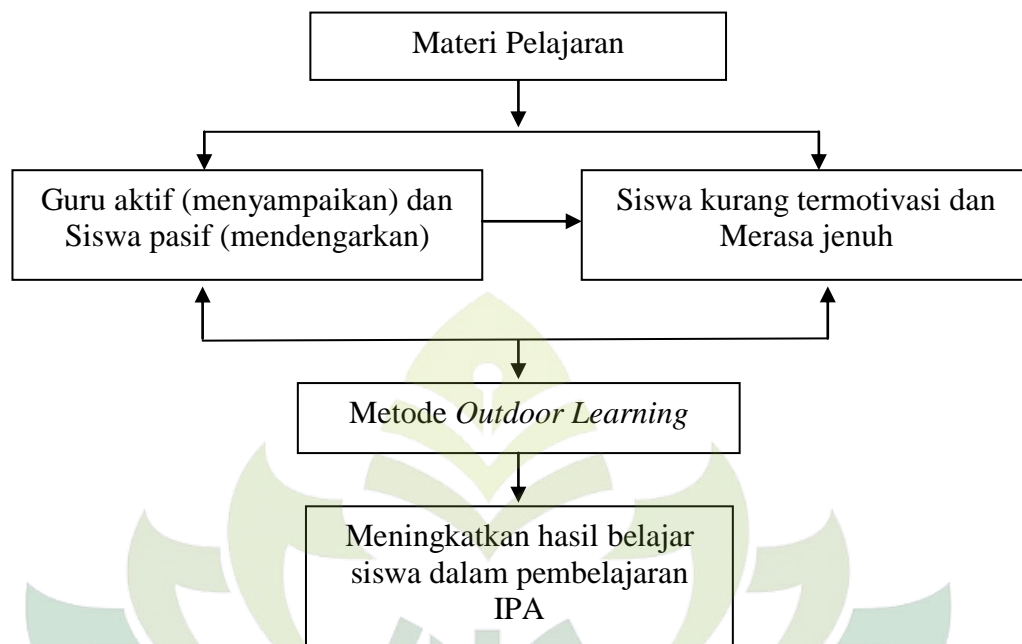 Materi Pelajaran
Guru aktif (menyampaikan) dan
Siswa pasif (mendengarkan)
Siswa kurang termotivasi dan
Merasa jenuh
Metode Outdoor Learning
Meningkatkan hasil belajar
siswa dalam pembelajaran
IPA